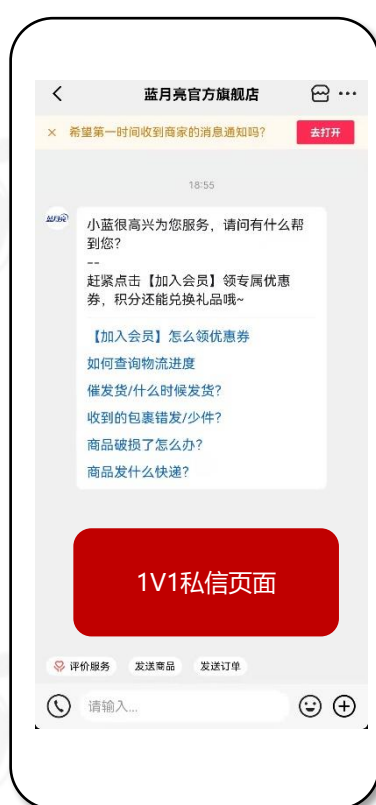 蓝月亮官方旗舰店
× 希望第一时间收到商家的消息通知吗? 去打开
18:55
小蓝很高兴为您服务，请问有什么帮
到您?
--
赶紧点击【加入会员】领专属优惠
券，积分还能兑换礼品哦~
【加入会员】怎么领优惠券
如何查询物流进度
催发货/什么时候发货?
收到的包裹错发/少件?
商品破损了怎么办?
商品发什么快递?
1V1私信页面
评价服务 发送商品 发送订单
请输入...